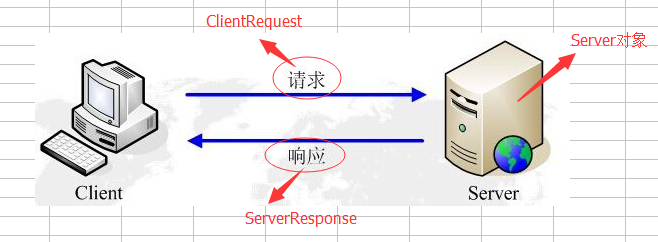 ClientRequest
Server对象
请求
响应
Client
Server
ServerResponse